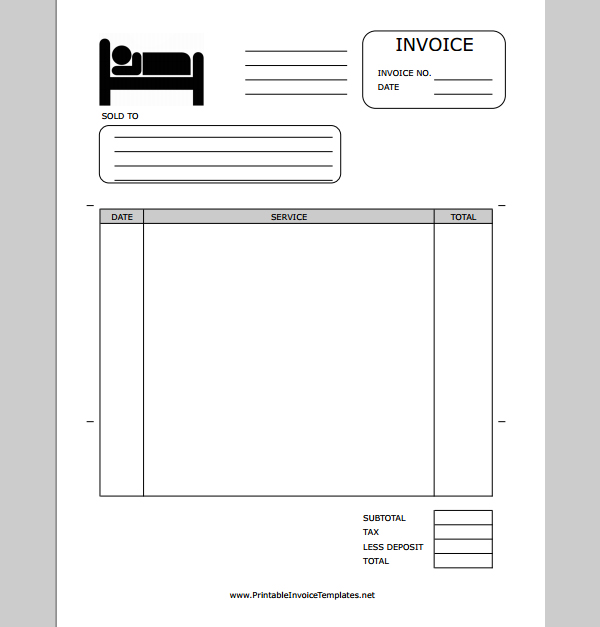 INVOICE
INVOICE NO.
DATE
SOLD TO
DATE SERVICE TOTAL
SUBTOTAL
TAX
LESS DEPOSIT
TOTAL
www.PrintableInvoiceTemplates.net